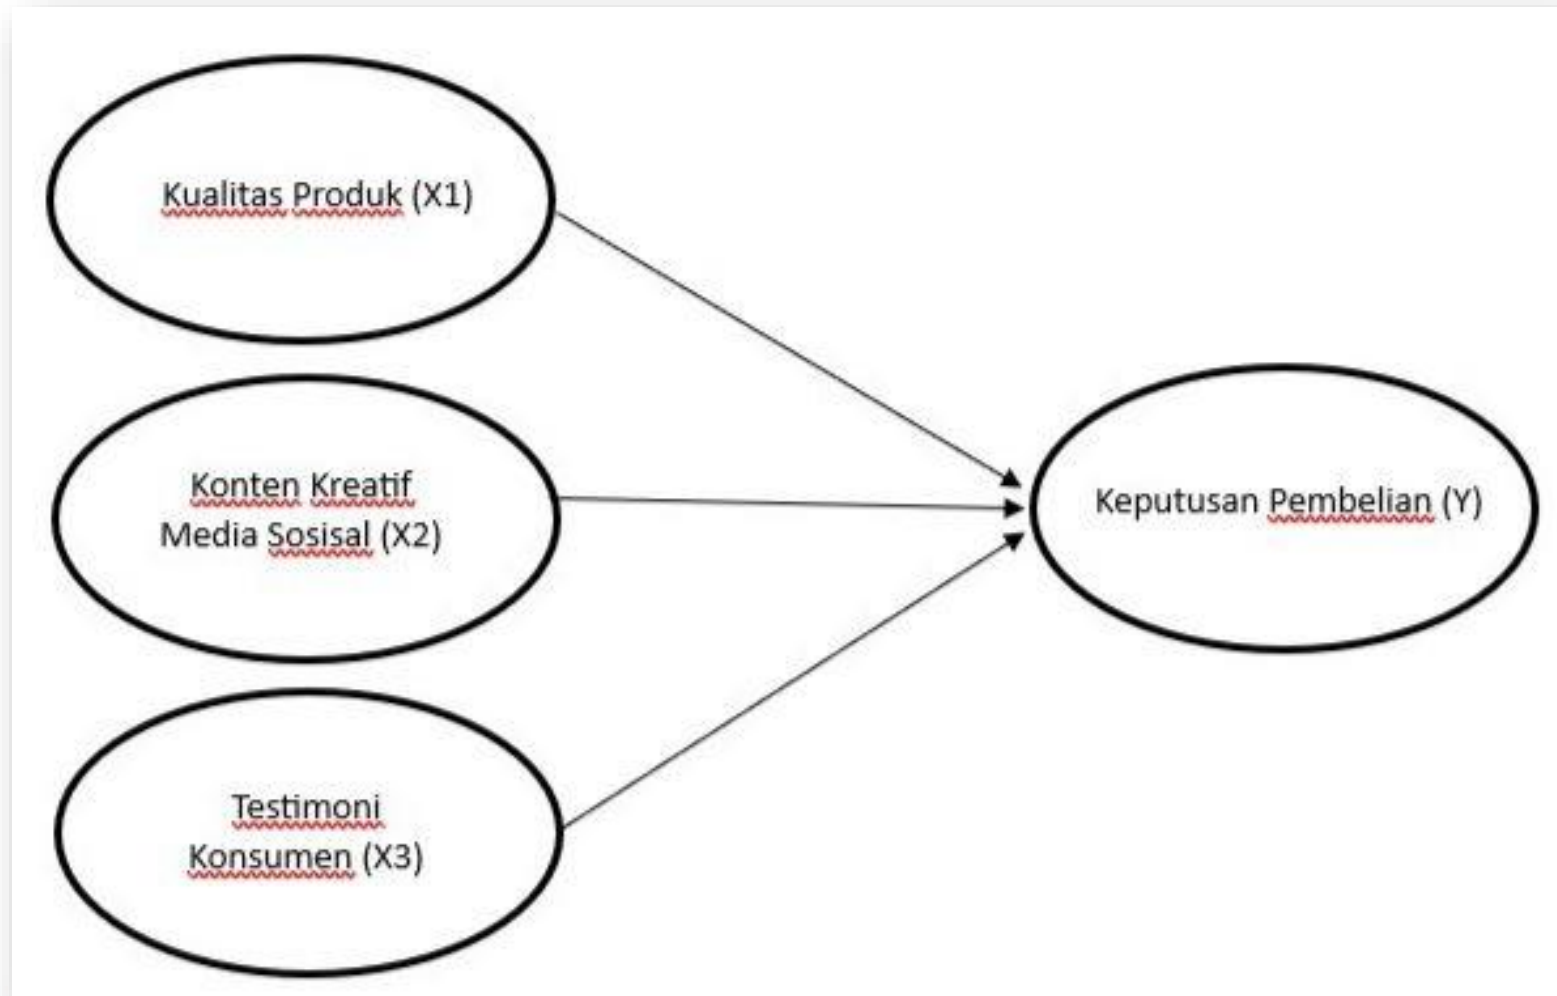 Kualitas Produk (X1)
Konten Kreatif
Media Sosisal (X2)
Keputusan Pembelian (Y)
Testimoni
Konsumen (X3)